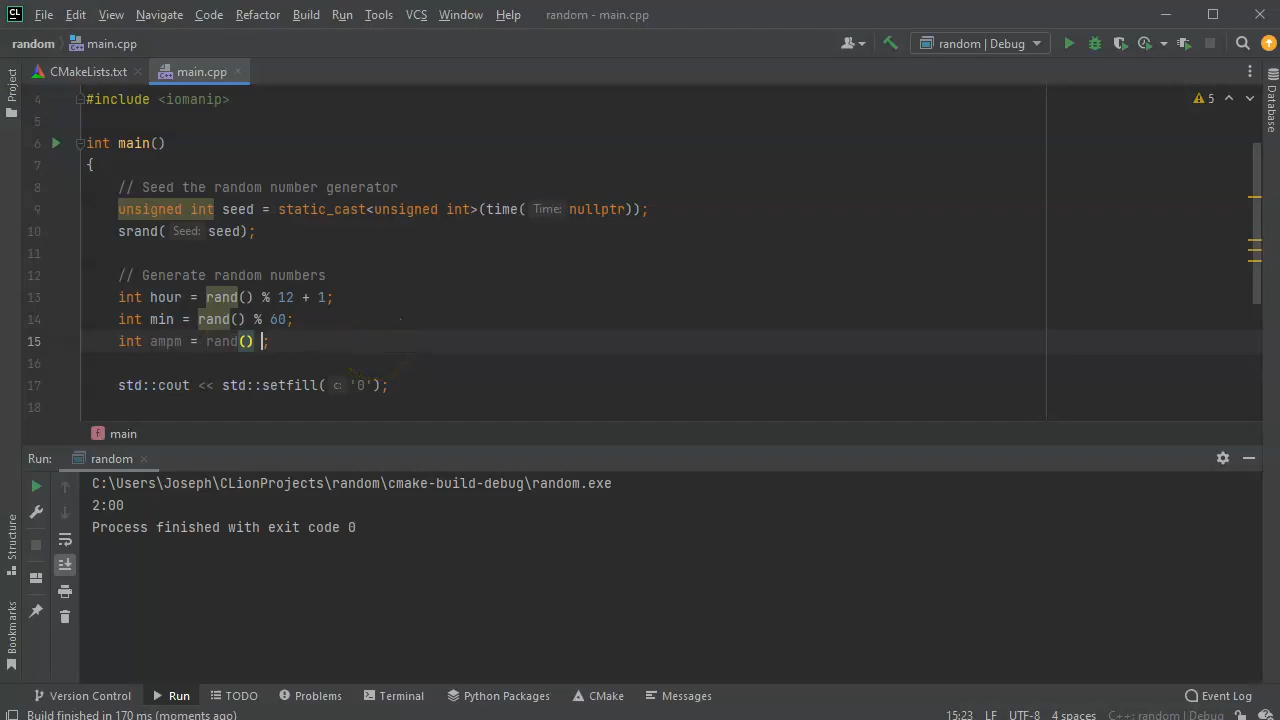 CL File Edit View Navigate Code Refactor Build Run Tools VCS Window Help random - main.cpp
random main.cpp random | Debug
CMakeLists.txt main.cpp
Project
Database
Structure
Bookmarks
4 #include <iomanip> 5
5
6 int main()
7 {
8 // Seed the random number generator
9 unsigned int seed = static_cast<unsigned int>(time( Time: nullptr));
10 srand( Seed: seed);
11
12 // Generate random numbers
13 int hour = rand() % 12 + 1;
14 int min = rand() % 60;
15 int ampm = rand() ;
16
17 std::cout << std::setfill( c: '0');
18
f main
Run: random
C:\Users\Joseph\CLionProjects\random\cmake-build-debug\random.exe
2:00
Process finished with exit code 0
Version Control Run TODO Problems Terminal Python Packages CMake Messages Event Log
Build finished in 170 ms (moments ago) 15:23 LF UTF-8 4 spaces C++: random | Debug